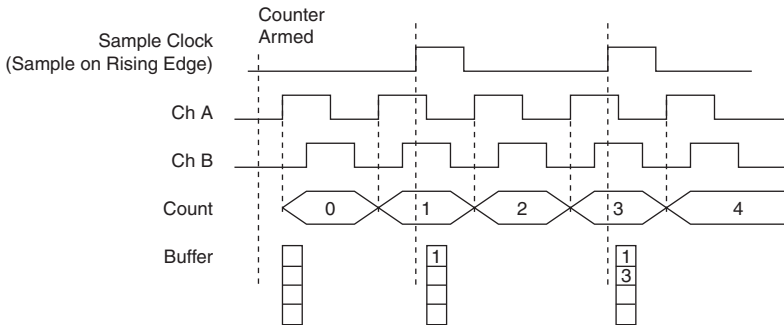 Counter
Armed
Sample Clock
(Sample on Rising Edge)
Ch A
Ch B
Count 0 1 2 3 4
Buffer 1 1
3